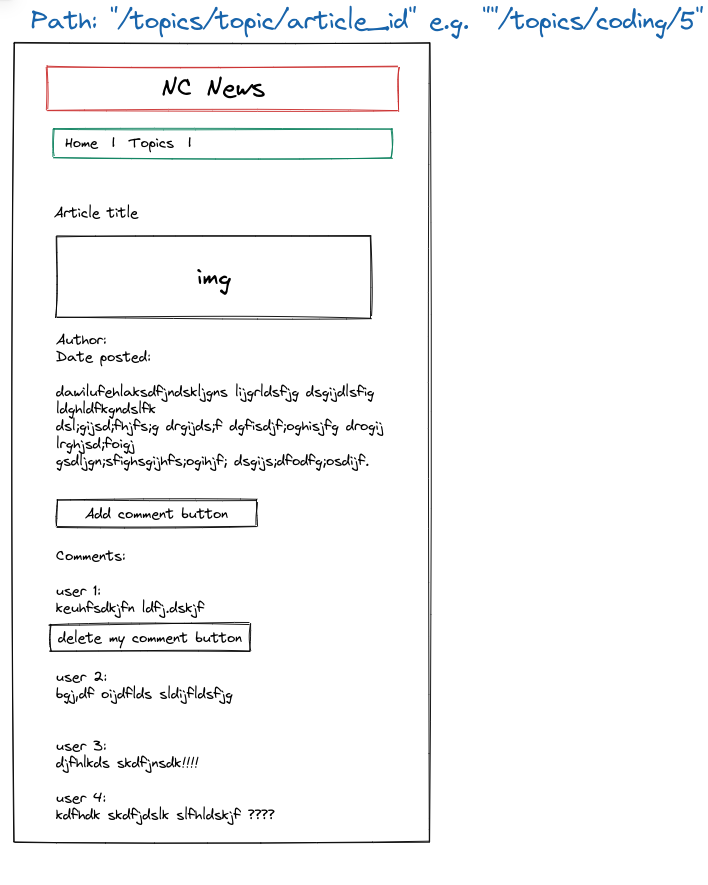 Path: "/topics/topic/article_id" e.g. ""/topics/coding/5"
NC News
Home | Topics |
Article title
img
Author:
Date posted:
dawilufehlaksdfjndskljgns lijgrldsfjg dsgijdlsfig
ldghldfkgndslfk
dsl;gijsd;fhjfs;g drgijds;f dgfisdjf;oghisjfg drogij
lrghjsd;foigj
gsdljgn;sfighsgijhfs;ogihjf; dsgijs;dfodfg;osdijf.
Add comment button
Comments:
user 1:
keuhfsdkjfn ldfj.dskjf
delete my comment button
user 2:
bgj,df oijdflds sldijfldsfjg
user 3:
djfhlkds skdfjnsdk!!!!
user 4:
kdfhdk skdfjdslk slfhldskjf ????